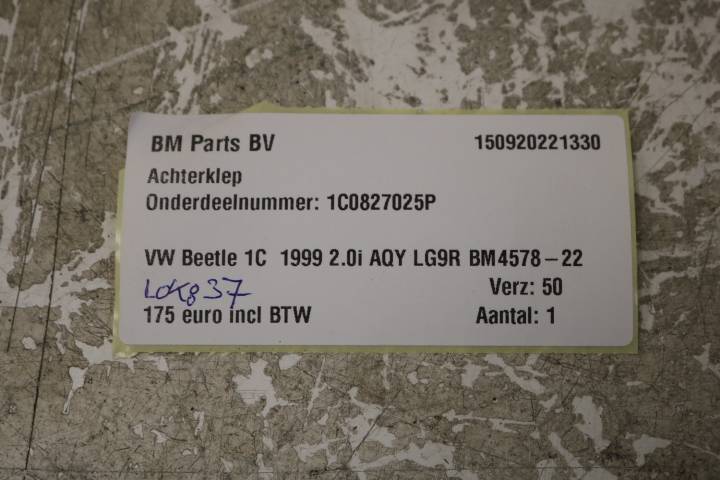 BM Parts BV 150920221330
Achterklep
Onderdeelnummer: 1C0827025P
VW Beetle 1C 1999 2.0i AQY LG9R BM4578-22
Verz: 50
175 euro incl BTW Aantal: 1